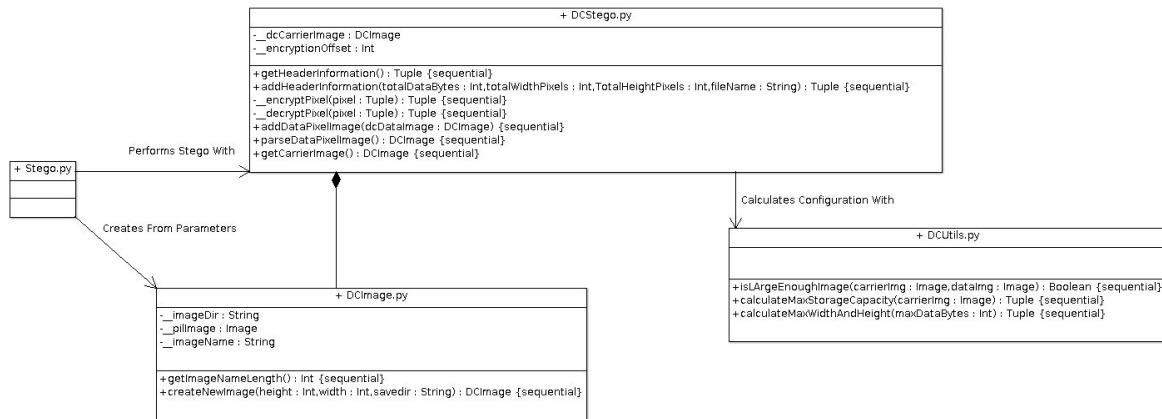 + DCStego.py
-__dcCarrierImage : DCImage
-__encryptionOffset : Int
+getHeaderInformation() : Tuple {sequential}
+addHeaderInformation(totalDataBytes : Int,totalWidthPixels : Int,TotalHeightPixels : Int,fileName : String) : Tuple {sequential}
-__encryptPixel(pixel : Tuple) : Tuple {sequential}
-__decryptPixel(pixel : Tuple) : Tuple {sequential}
+addDataPixelImage(dcDataImage : DCImage) {sequential}
+parseDataPixelImage() : DCImage {sequential}
+getCarrierImage() : DCImage {sequential}
Performs Stego With
+ Stego.py
Calculates Configuration With
Creates From Parameters
+ DCUtils.py
+isLArgeEnoughImage(carrierImg : Image,dataImg : Image) : Boolean {sequential}
+calculateMaxStorageCapacity(carrierImg : Image) : Tuple {sequential}
+calculateMaxWidthAndHeight(maxDataBytes : Int) : Tuple {sequential}
+ DCImage.py
-__imageDir : String
-__pilImage : Image
-__imageName : String
+getImageNameLength() : Int {sequential}
+createNewImage(height : Int,width : Int,savedir : String) : DCImage {sequential}